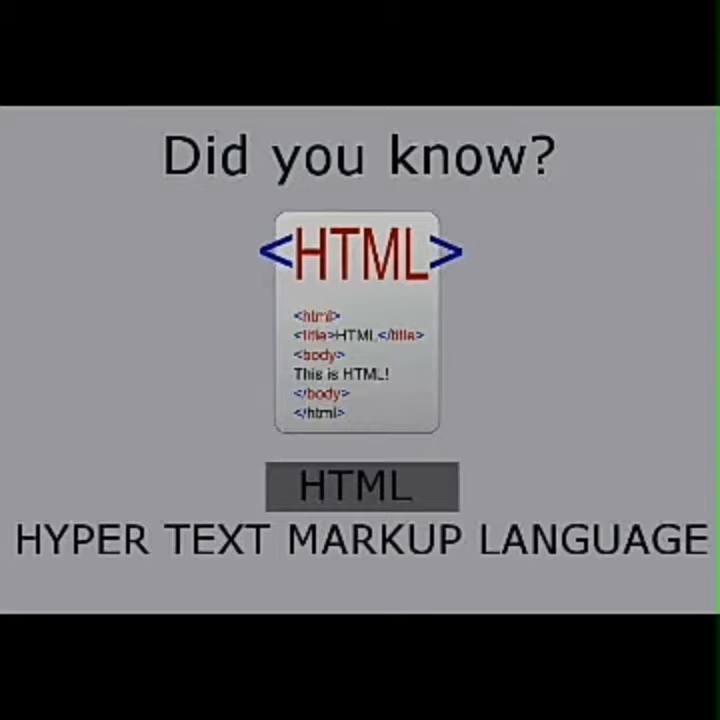 Did you know?
<HTML>
<html>
<title>HTML</title>
<body>
This is HTML!
</body>
</html>
HTML
HYPER TEXT MARKUP LANGUAGE